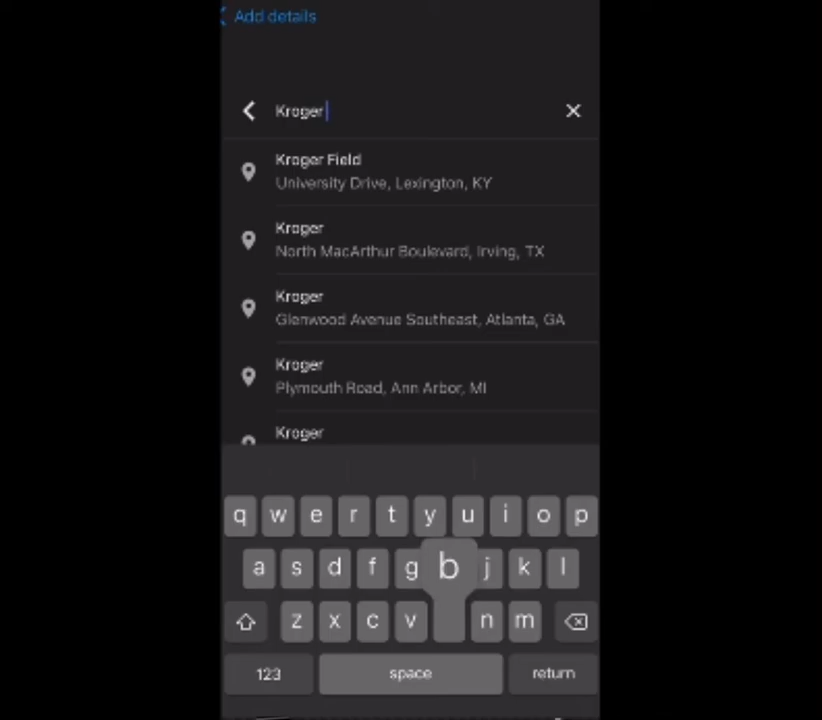 Add details
Kroger
Kroger Field
University Drive, Lexington, KY
Kroger
North MacArthur Boulevard, Irving, TX
Kroger
Glenwood Avenue Southeast, Atlanta, GA
Kroger
Plymouth Road, Ann Arbor, MI
Kroger
q w e r t y u i o p
a s d f g b j k l
z x c v n m
123 space return